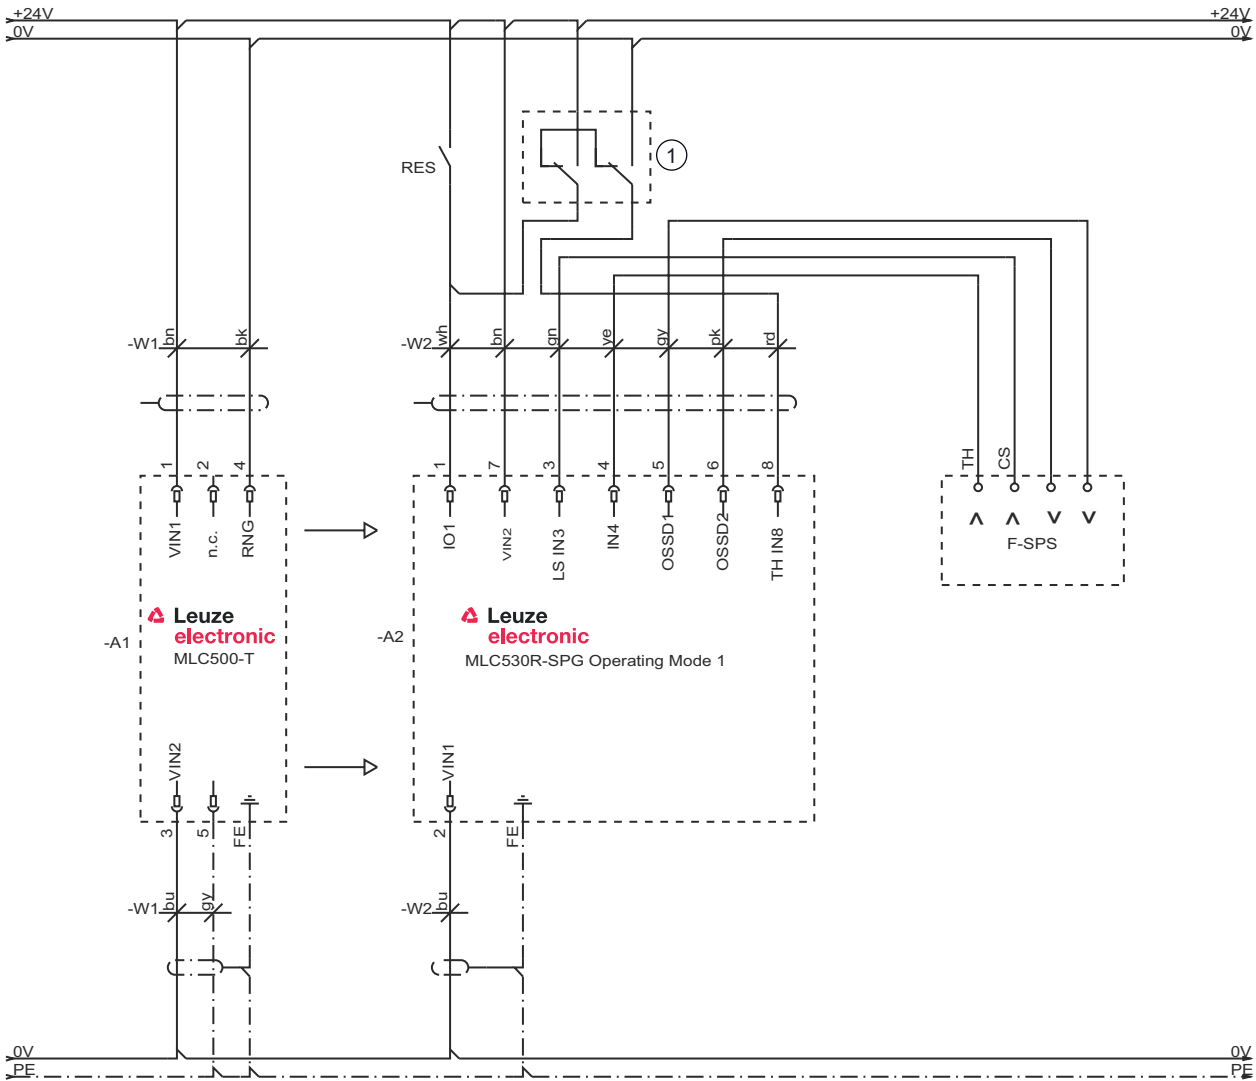 +24V +24V
0V 0V
1
RES
-W1 bn bk -W2 wh bn gn ye gy pk rd
1 2 4 1 7 3 4 5 6 8 TH CS
VIN1 n.c. RNG IO1 VIN2 LS IN3 IN4 OSSD1 OSSD2 TH IN8
F-SPS
Leuze electronic
MLC500-T
-A1
Leuze electronic
MLC530R-SPG Operating Mode 1
-A2
VIN2 VIN1
3 5 FE 2 FE
-W1 bu gy -W2 bu
0V 0V
PE PE